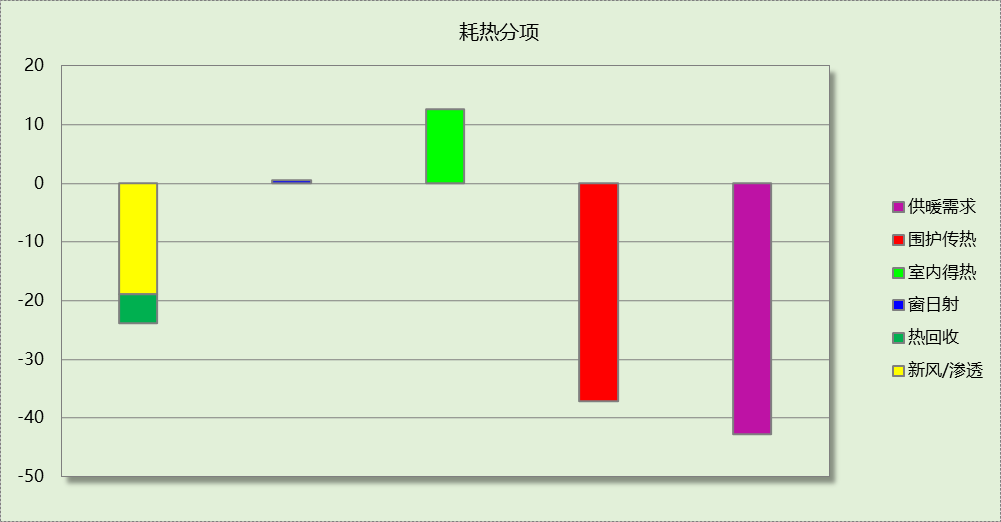 耗热分项
20
10
0
-10
-20
-30
-40
-50
供暖需求
围护传热
室内得热
窗日射
热回收
新风/渗透